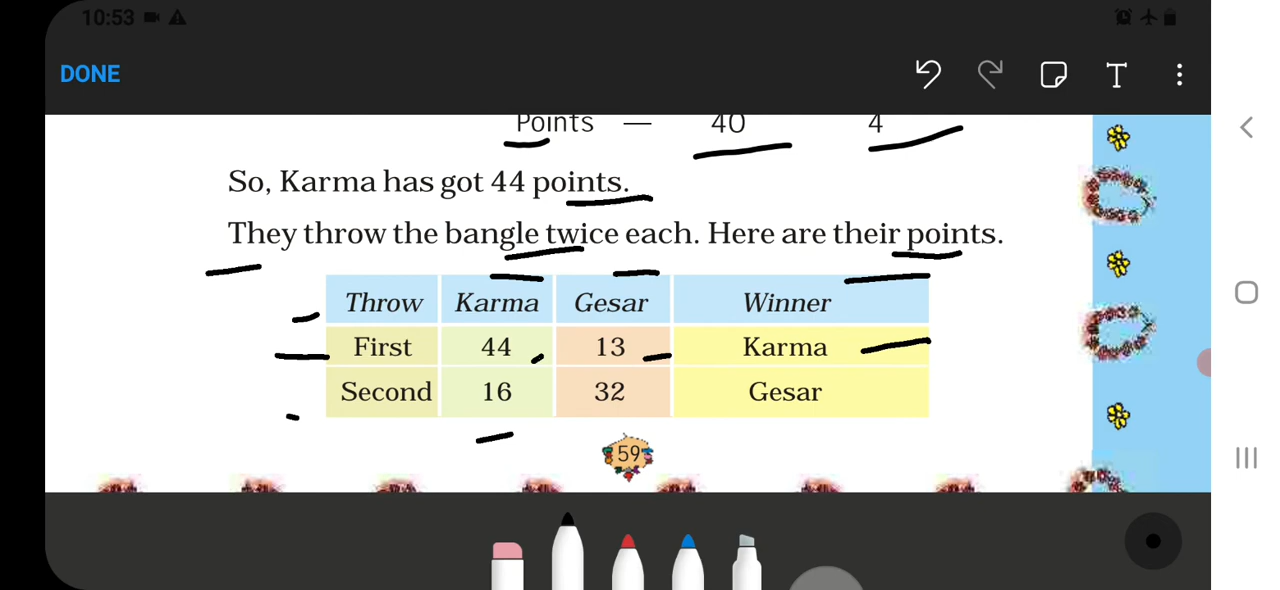 10:53
DONE
T
Points — 40 4
So, Karma has got 44 points.
They throw the bangle twice each. Here are their points.
Throw Karma Gesar Winner
First 44 13 Karma
Second 16 32 Gesar
59